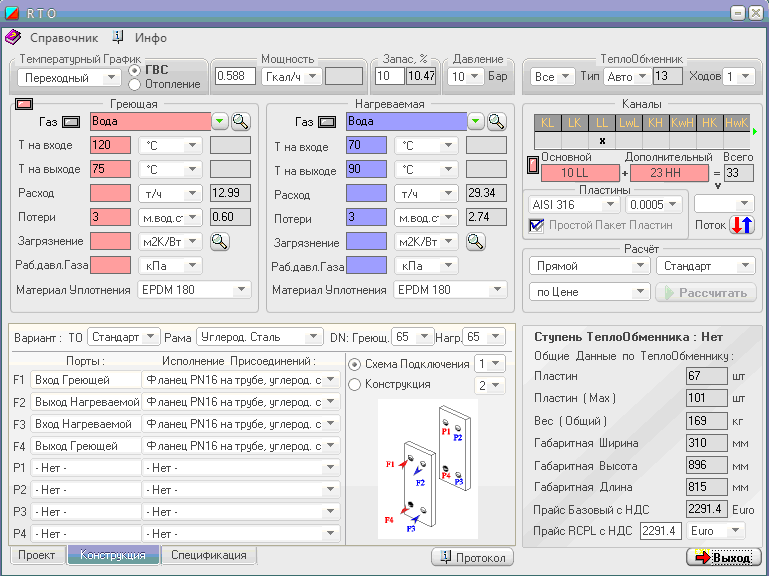 R T O
Справочник Инфо
Температурный График
Переходный
ГВС
Отопление
Мощность
0.588 Гкал/ч
Запас, %
10 10.47
Давление
10 Бар
ТеплоОбменник
Все Тип Авто 13 Ходов 1
Греющая
Газ Вода
Т на входе 120 °C
Т на выходе 75 °C
Расход т/ч 12.99
Потери 3 м.вод.ст 0.60
Загрязнение м2К/Вт
Раб.давл.Газа кПа
Материал Уплотнения EPDM 180
Нагреваемая
Газ Вода
Т на входе 70 °C
Т на выходе 90 °C
Расход т/ч 29.34
Потери 3 м.вод.ст 2.74
Загрязнение м2К/Вт
Раб.давл.Газа кПа
Материал Уплотнения EPDM 180
Каналы
KL LK LL LwL KH KwH HK HwK
x
Основной Дополнительный Всего
10 LL + 23 HH = 33
v
Пластины
AISI 316 0.0005
Простой Пакет Пластин Поток
Расчёт
Прямой Стандарт
по Цене Рассчитать
Вариант : ТО Стандарт Рама Углерод. Сталь DN: Греющ. 65 Нагр. 65
Порты : Исполнение Присоединений :
F1 Вход Греющей Фланец PN16 на трубе, углерод. с
F2 Выход Нагреваемой Фланец PN16 на трубе, углерод. с
F3 Вход Нагреваемой Фланец PN16 на трубе, углерод. с
F4 Выход Греющей Фланец PN16 на трубе, углерод. с
P1 - Нет - - Нет -
P2 - Нет - - Нет -
P3 - Нет - - Нет -
P4 - Нет - - Нет -
Схема Подключения 1
Конструкция 2
P1 P2
F1 F2 P4 P3
F4 F3
Проект Конструкция Спецификация
Протокол
Ступень ТеплоОбменника : Нет
Общие Данные по ТеплоОбменнику :
Пластин 67 шт
Пластин ( Max ) 101 шт
Вес ( Общий ) 169 кг
Габаритная Ширина 310 мм
Габаритная Высота 896 мм
Габаритная Длина 815 мм
Прайс Базовый с НДС 2291.4 Euro
Прайс RCPL с НДС 2291.4 Euro
Выход